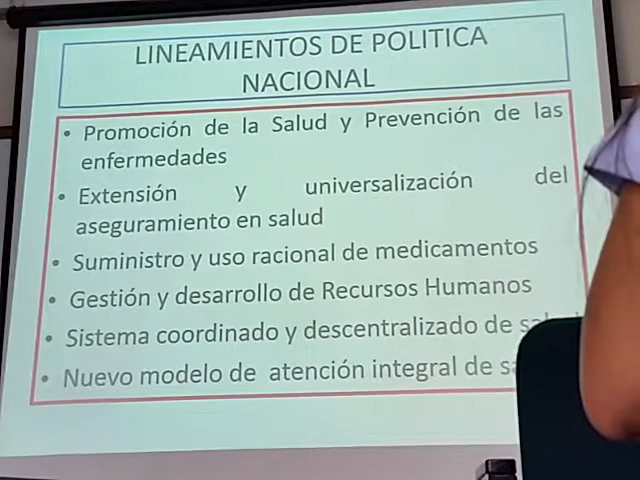 LINEAMIENTOS DE POLITICA
NACIONAL
• Promoción de la Salud y Prevención de las
enfermedades
• Extensión y universalización del
aseguramiento en salud
• Suministro y uso racional de medicamentos
• Gestión y desarrollo de Recursos Humanos
• Sistema coordinado y descentralizado de
• Nuevo modelo de atención integral de